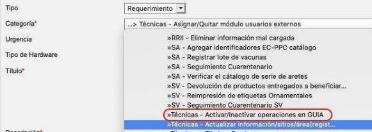 Tipo Requerimiento
Categoría* ...> Técnicas - Asignar/Quitar módulo usuarios externos
Urgencia
»RRII - Eliminar información mal cargada
Tipo de Hardware
»SA - Agregar identificadores EC-PPC catálogo
»SA - Registrar lote de vacunas
Título*
»SA - Seguimiento Cuarentenario
»SA - Verificar el catálogo de serie de aretes
»SV - Devolución de productos entregados a beneficiar...
»SV - Reimpresión de etiquetas Ornamentales
»SV - Seguimiento Cuarentenario SV
»Técnicas - Activar/Inactivar operaciones en GUIA
»Técnicas - Actualizar información/sitios/área(regist...